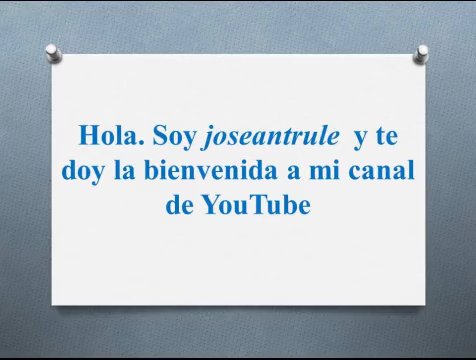 Hola. Soy joseantrule y te
doy la bienvenida a mi canal
de YouTube